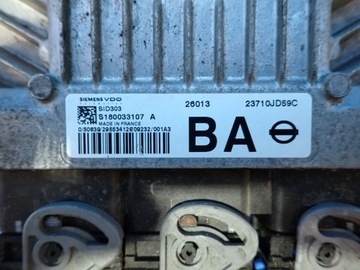 SIEMENS VDO
SID303
S180033107 A
MADE IN FRANCE
26013
23710JD59C
BA